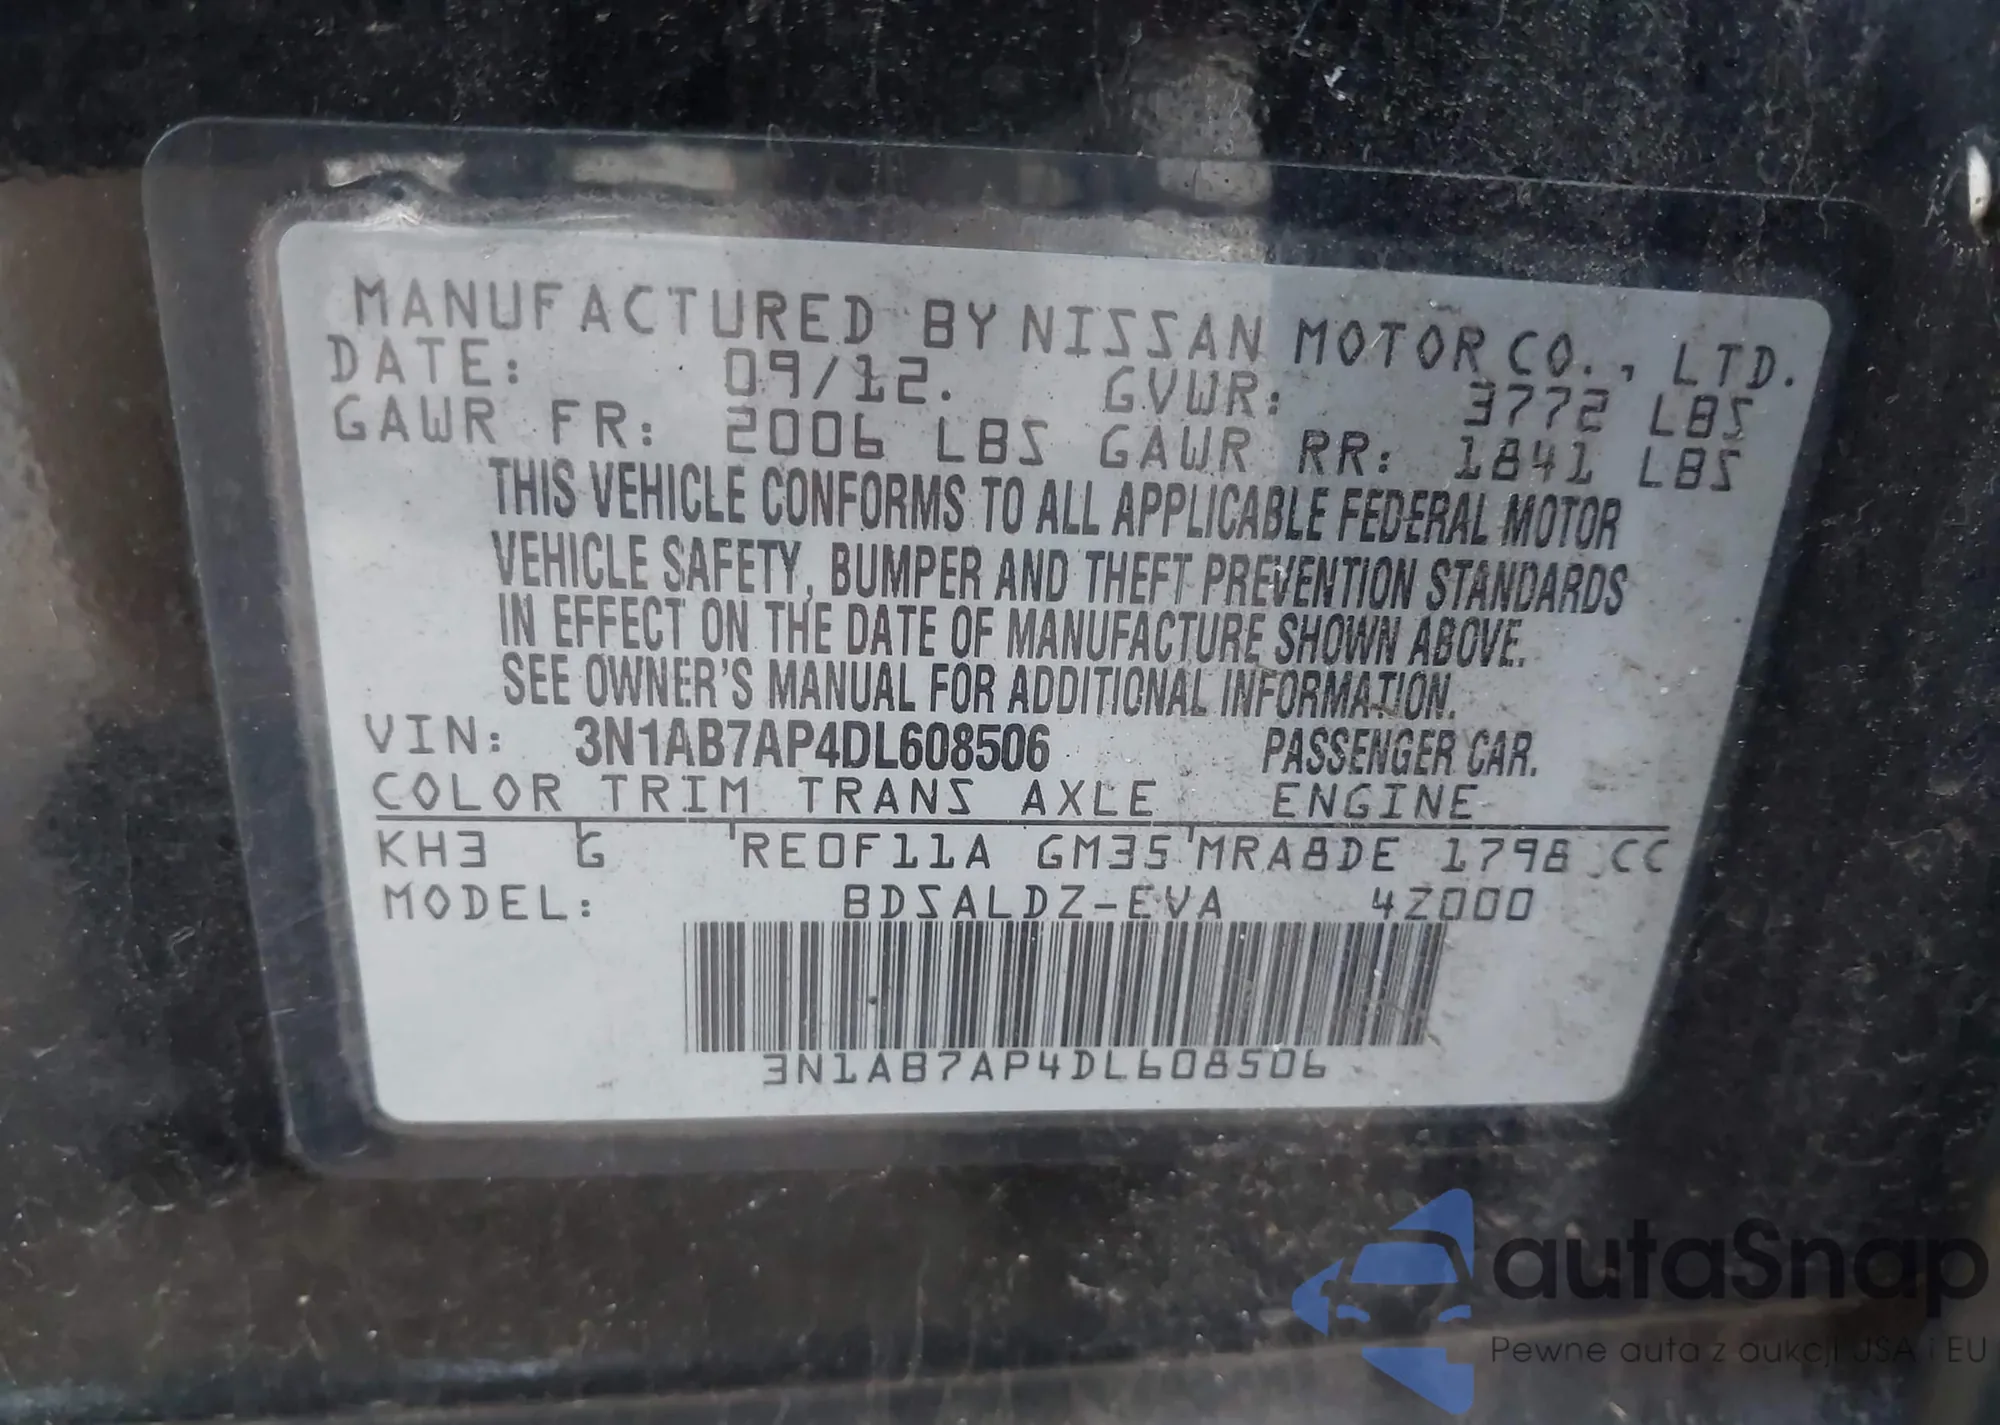 MANUFACTURED BY NISSAN MOTOR CO., LTD.
DATE: 09/12. GVWR: 3772 LBS
GAWR FR: 2006 LBS GAWR RR: 1841 LBS
THIS VEHICLE CONFORMS TO ALL APPLICABLE FEDERAL MOTOR
VEHICLE SAFETY, BUMPER AND THEFT PREVENTION STANDARDS
IN EFFECT ON THE DATE OF MANUFACTURE SHOWN ABOVE.
SEE OWNER'S MANUAL FOR ADDITIONAL INFORMATION.
VIN: 3N1AB7AP4DL608506 PASSENGER CAR.
COLOR TRIM TRANS AXLE ENGINE
KH3 G RE0F11A GM35 MRA8DE 1798 CC
MODEL: BDSALDZ-EVA 4Z000
3N1AB7AP4DL608506
autaSnap
Pewne auta z aukcji USA i EU